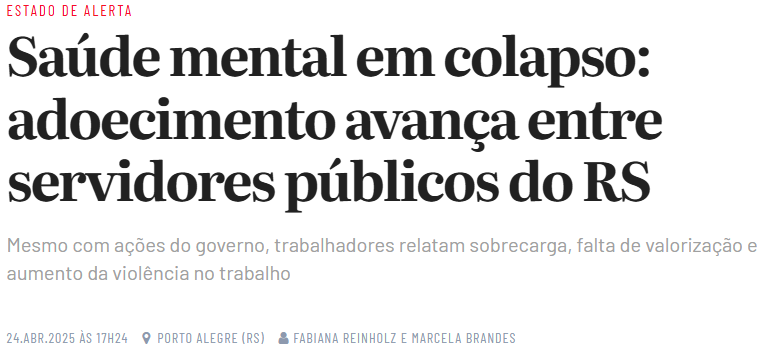 ESTADO DE ALERTA
Saúde mental em colapso:
adoecimento avança entre
servidores públicos do RS
Mesmo com ações do governo, trabalhadores relatam sobrecarga, falta de valorização e
aumento da violência no trabalho
24.ABR.2025 ÀS 17H24 PORTO ALEGRE (RS) FABIANA REINHOLZ E MARCELA BRANDES